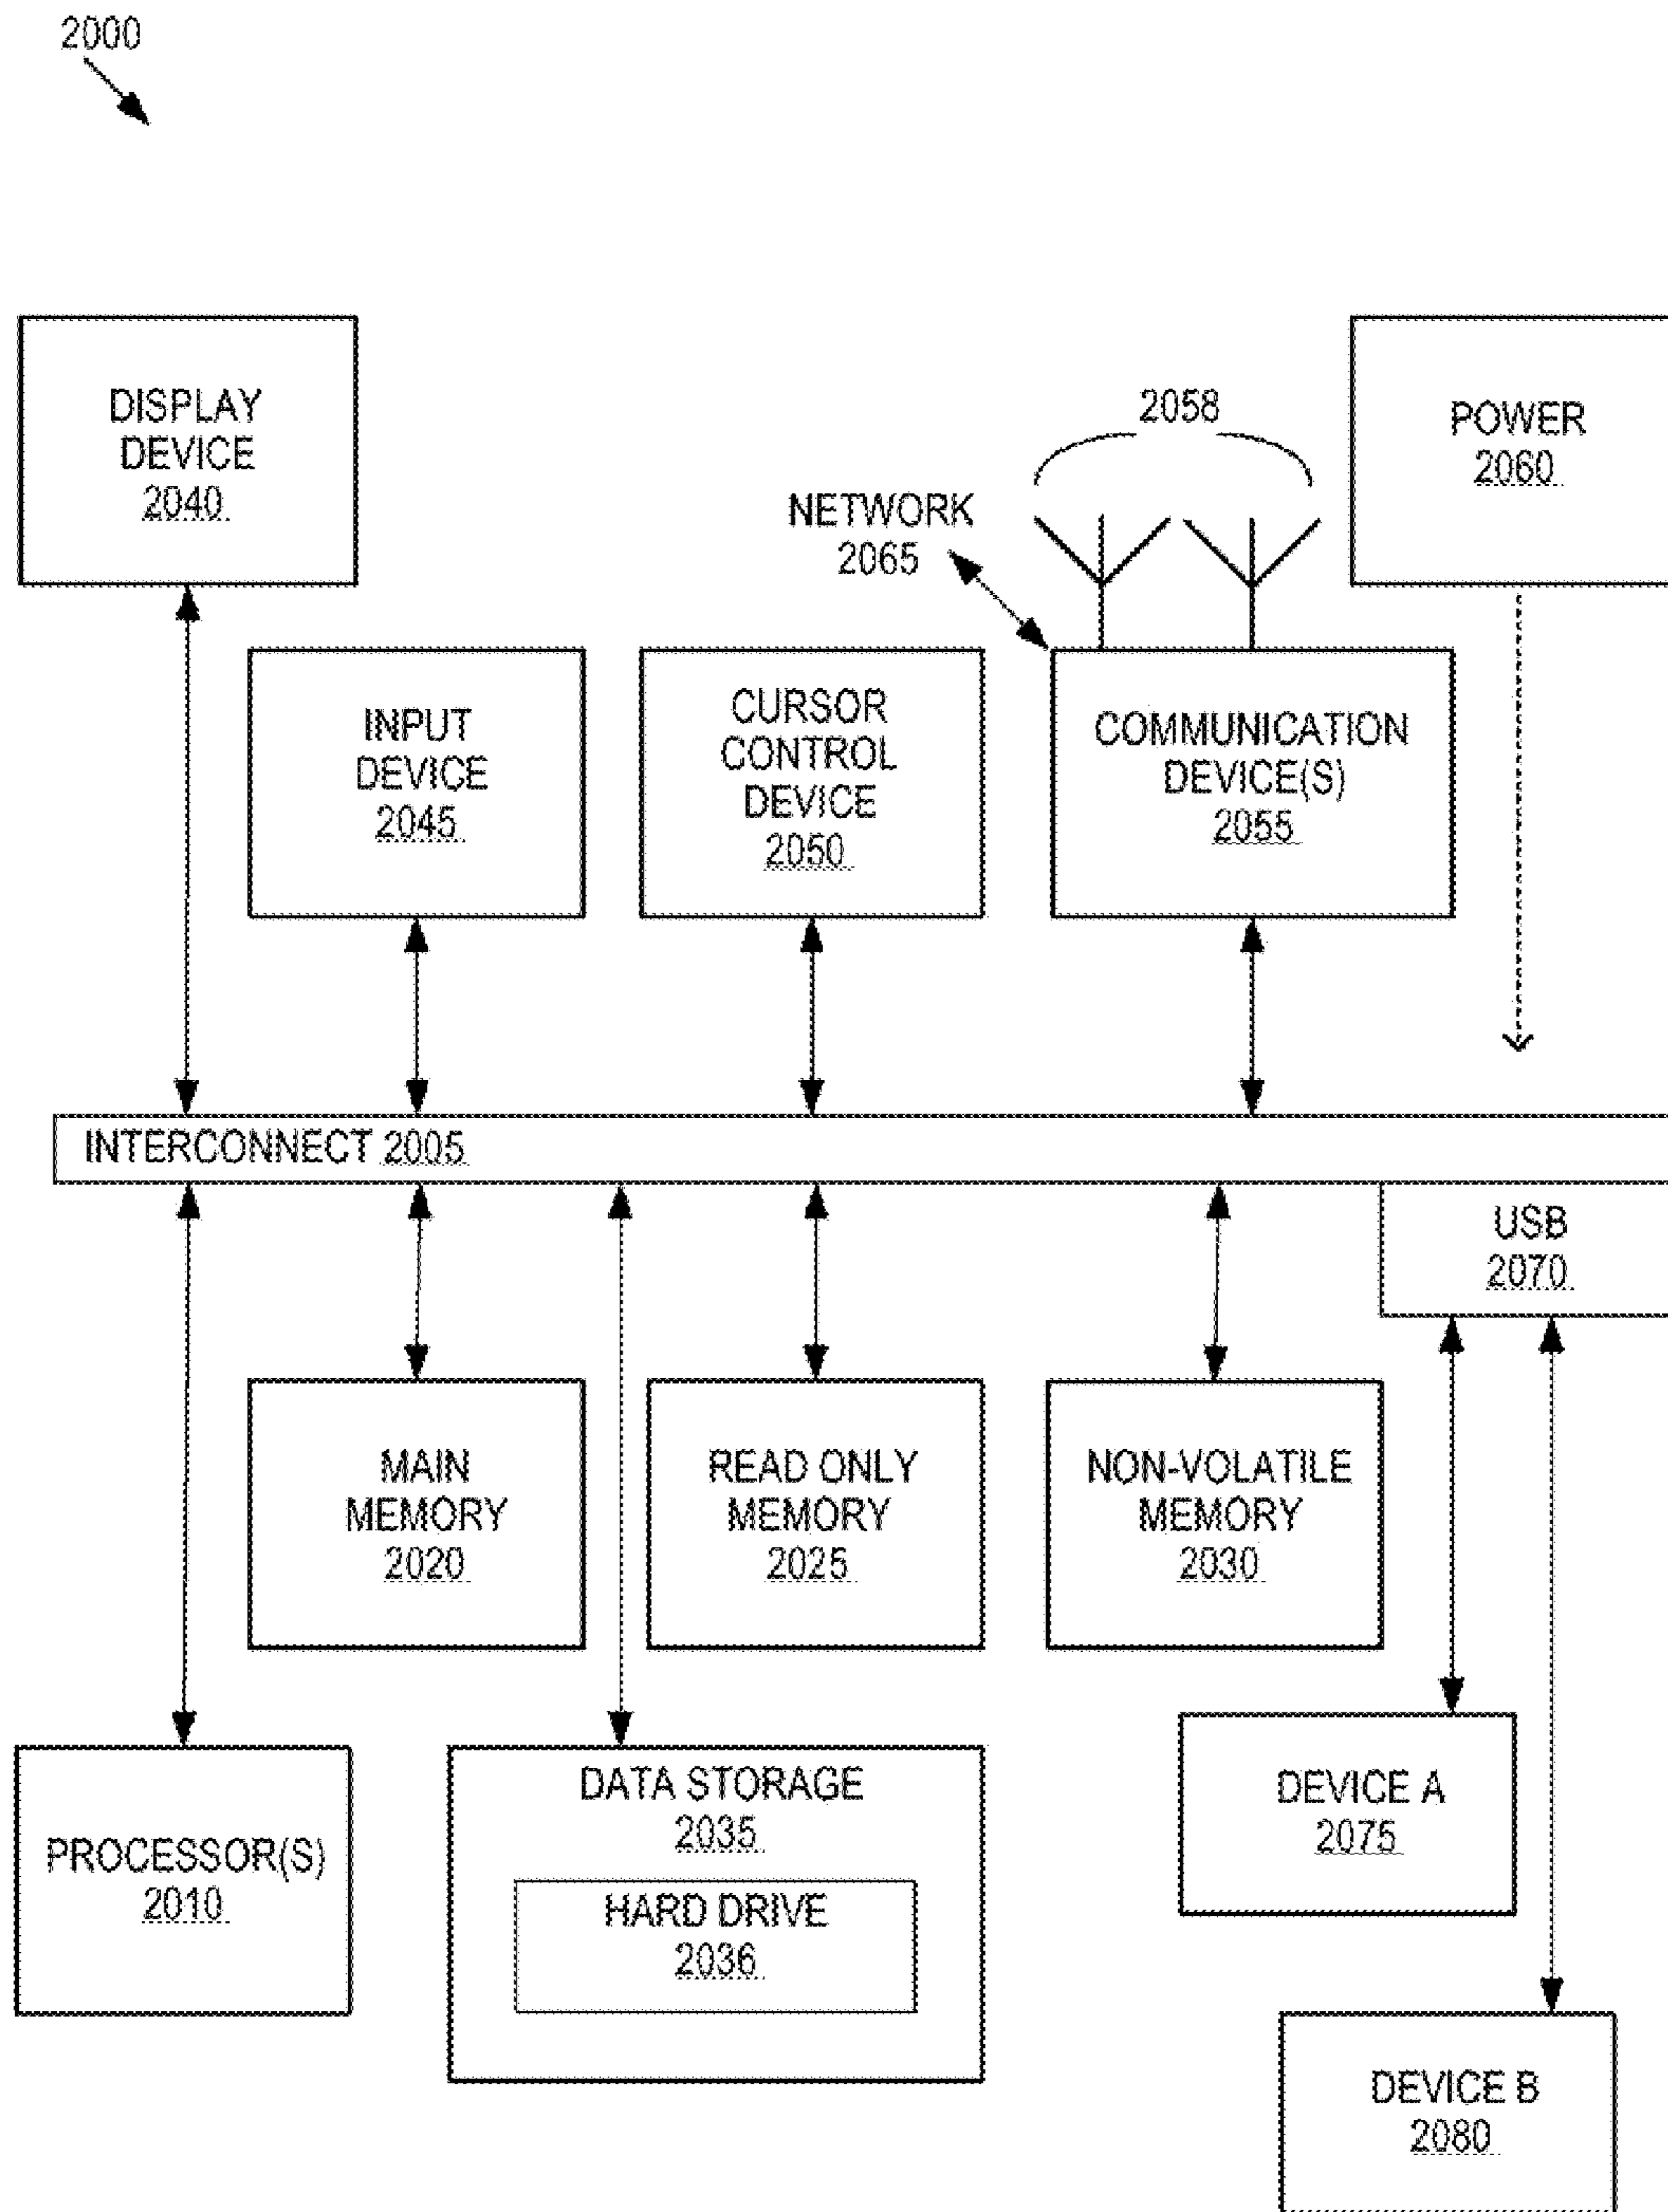 2000
DISPLAY
DEVICE
2040
2058
POWER
2060
NETWORK
2065
INPUT
DEVICE
2045
CURSOR
CONTROL
DEVICE
2050
COMMUNICATION
DEVICE(S)
2055
INTERCONNECT 2005
USB
2070
MAIN
MEMORY
2020
READ ONLY
MEMORY
2025
NON-VOLATILE
MEMORY
2030
PROCESSOR(S)
2010
DATA STORAGE
2035
HARD DRIVE
2036
DEVICE A
2075
DEVICE B
2080